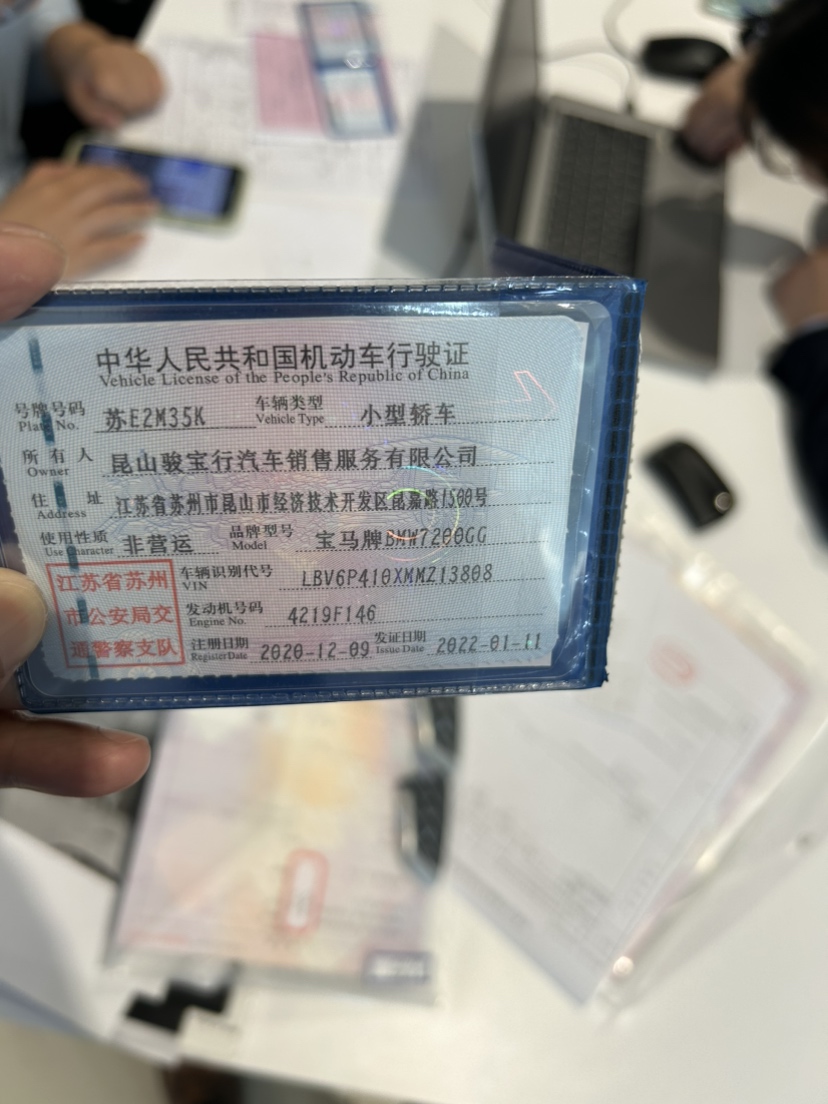 中华人民共和国机动车行驶证
Vehicle License of the People's Republic of China
号牌号码 苏E2M35K 车辆类型 小型轿车
Plate No. Vehicle Type
所有人 昆山骏宝行汽车销售服务有限公司
Owner
住址 江苏省苏州市昆山市经济技术开发区昆嘉路1500号
Address
使用性质 非营运 品牌型号 宝马牌BMW7200GG
Use Character Model
江苏省苏州
市公安局交
通警察支队
车辆识别代号 LBV6P410XMMZ13808
VIN
发动机号码 4219F146
Engine No.
注册日期 2020-12-09 发证日期 2022-01-11
Register Date Issue Date